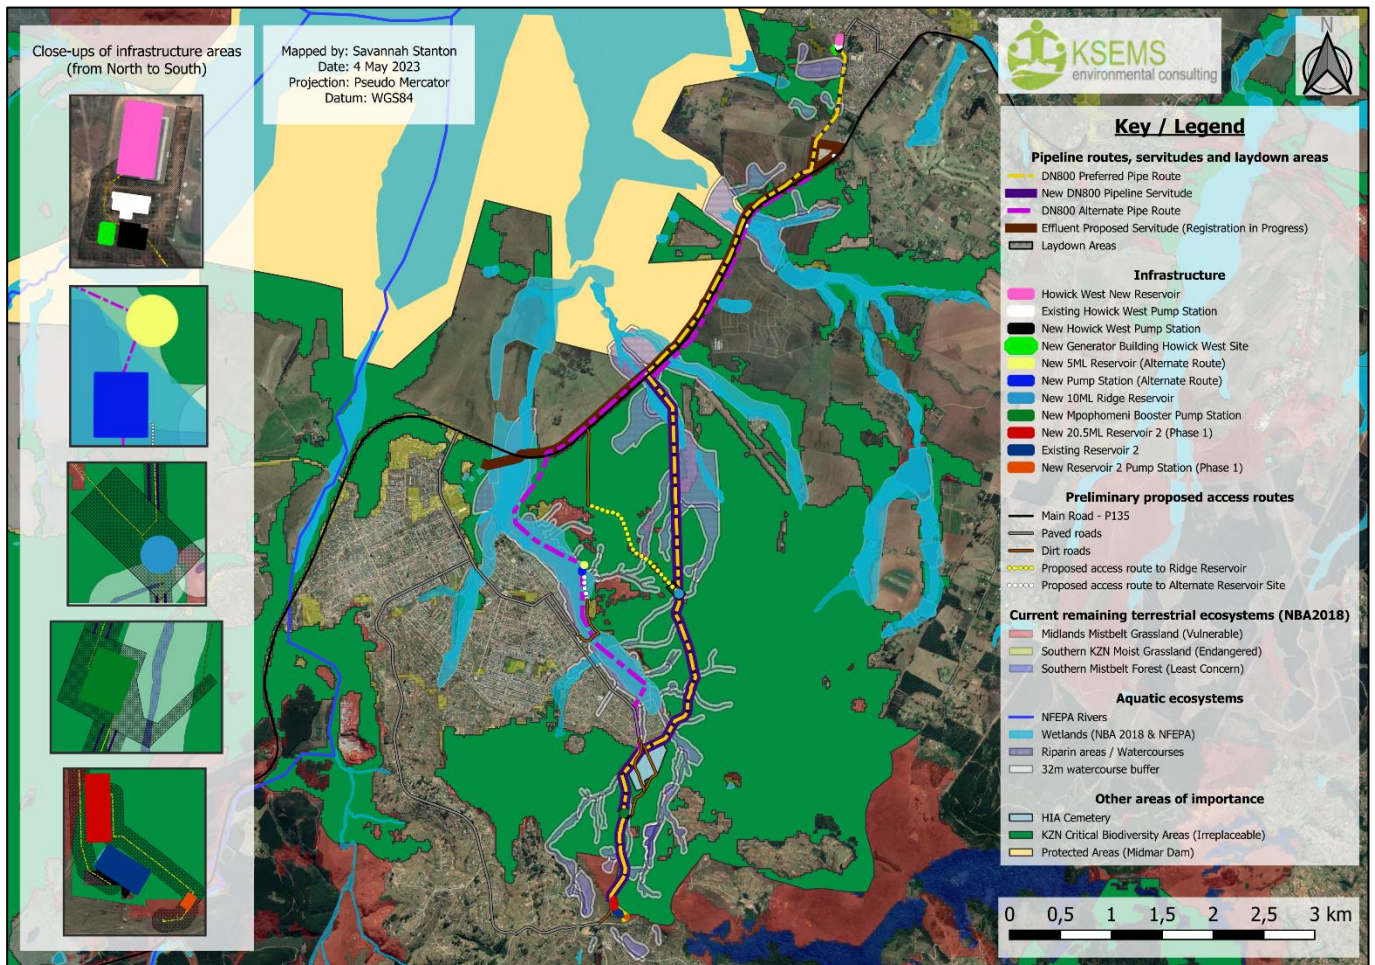 Close-ups of infrastructure areas
(from North to South)
Mapped by: Savannah Stanton
Date: 4 May 2023
Projection: Pseudo Mercator
Datum: WGS84
KSEMS
environmental consulting
N
Key / Legend
Pipeline routes, servitudes and laydown areas
DN800 Preferred Pipe Route
New DN800 Pipeline Servitude
DN800 Alternate Pipe Route
Effluent Proposed Servitude (Registration in Progress)
Laydown Areas
Infrastructure
Howick West New Reservoir
Existing Howick West Pump Station
New Howick West Pump Station
New Generator Building Howick West Site
New 5ML Reservoir (Alternate Route)
New Pump Station (Alternate Route)
New 10ML Ridge Reservoir
New Mpophomeni Booster Pump Station
New 20.5ML Reservoir 2 (Phase 1)
Existing Reservoir 2
New Reservoir 2 Pump Station (Phase 1)
Preliminary proposed access routes
Main Road - P135
Paved roads
Dirt roads
Proposed access route to Ridge Reservoir
Proposed access route to Alternate Reservoir Site
Current remaining terrestrial ecosystems (NBA2018)
Midlands Mistbelt Grassland (Vulnerable)
Southern KZN Moist Grassland (Endangered)
Southern Mistbelt Forest (Least Concern)
Aquatic ecosystems
NFEPA Rivers
Wetlands (NBA 2018 & NFEPA)
Riparin areas / Watercourses
32m watercourse buffer
Other areas of importance
HIA Cemetery
KZN Critical Biodiversity Areas (Irreplaceable)
Protected Areas (Midmar Dam)
0 0,5 1 1,5 2 2,5 3 km